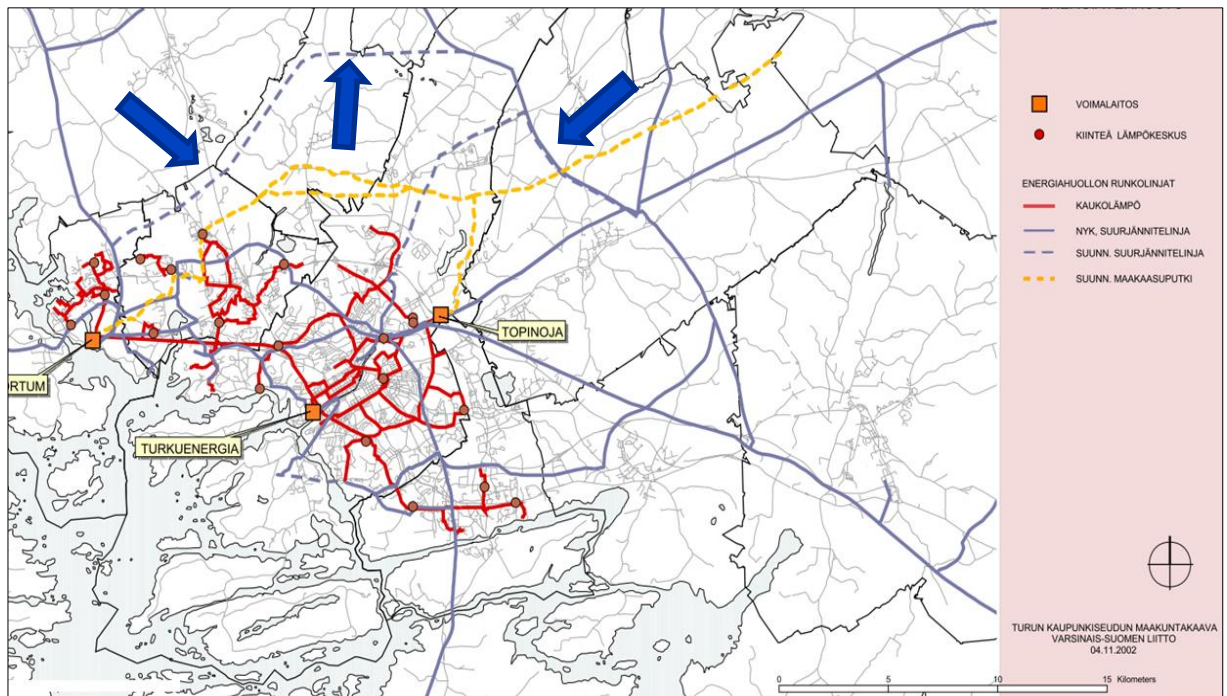 VOIMALAITOS
KIINTEÄ LÄMPÖKESKUS
ENERGIAHUOLLON RUNKOLINJAT
KAUKOLÄMPÖ
NYK, SUURJÄNNITELINJA
SUUNN. SUURJÄNNITELINJA
SUUNN. MAAKAASUPUTKI
TOPINOJA
ORTUM
TURKUENERGIA
TURUN KAUPUNKISEUDUN MAAKUNTAKAAVA
VARSINAIS-SUOMEN LIITTO
04.11.2002
0 5 10 15 Kilometers